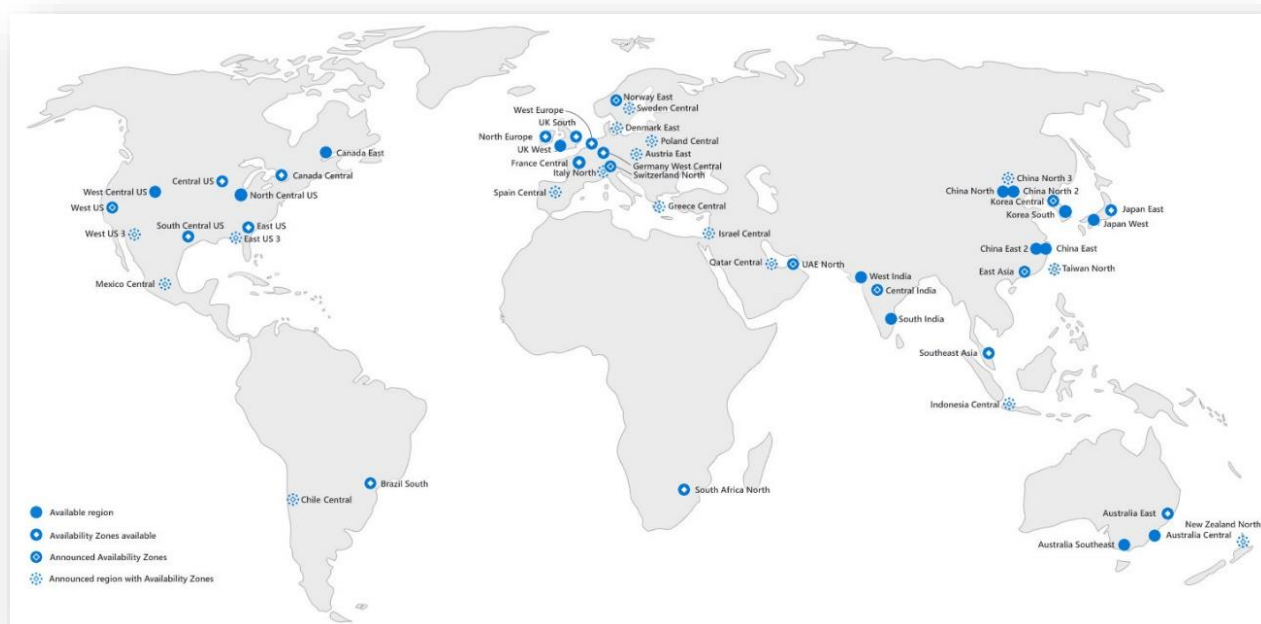 Norway East
Sweden Central
West Europe
UK South
Denmark East
North Europe
Poland Central
UK West
Austria East
Canada East
France Central
Germany West Central
Italy North
Switzerland North
Canada Central
Central US
China North 3
West Central US
North Central US
Spain Central
China North
China North 2
Korea Central
West US
Greece Central
Korea South
Japan East
South Central US
East US
Japan West
West US 3
East US 3
Israel Central
China East 2
China East
Qatar Central
UAE North
East Asia
Taiwan North
West India
Mexico Central
Central India
South India
Southeast Asia
Indonesia Central
Brazil South
South Africa North
Chile Central
Available region
Australia East
New Zealand North
Availability Zones available
Australia Central
Australia Southeast
Announced Availability Zones
Announced region with Availability Zones